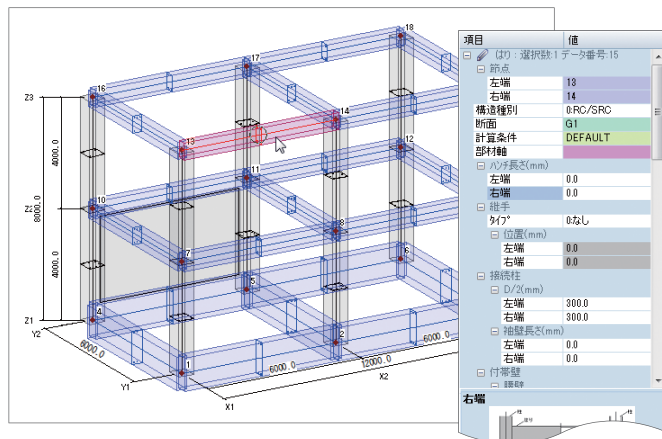 18
17
16
14
13
12
11
10
8
7
6
5
4
2
1
Z3
Z2
Z1
4000.0
8000.0
4000.0
Y2
Y1
6000.0
X1
X2
6000.0
12000.0
6000.0
項目 値
(はり) : 選択数:1 データ番号:15
節点
左端 13
右端 14
構造種別 0:RC/SRC
断面 G1
計算条件 DEFAULT
部材軸
ハンチ長さ(mm)
左端 0.0
右端 0.0
継手
タイプ 0:なし
位置(mm)
左端 0.0
右端 0.0
接続柱
D/2(mm)
左端 300.0
右端 300.0
袖壁長さ(mm)
左端 0.0
右端 0.0
付帯壁
腰壁
右端